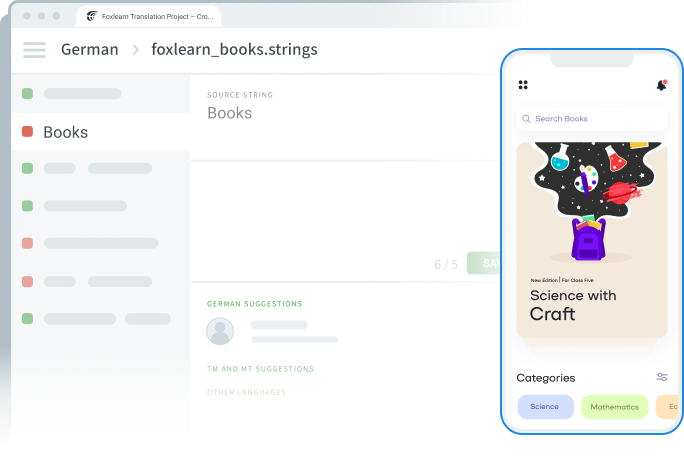 Foxlearn Translation Project – Cro...
German
foxlearn_books.strings
SOURCE STRING
Books
Books
6 / 5
SAV
GERMAN SUGGESTIONS
TM AND MT SUGGESTIONS
OTHER LANGUAGES
Search Books
New Edition | For Class Five
Science with
Craft
Categories
Science
Mathematics
Ec